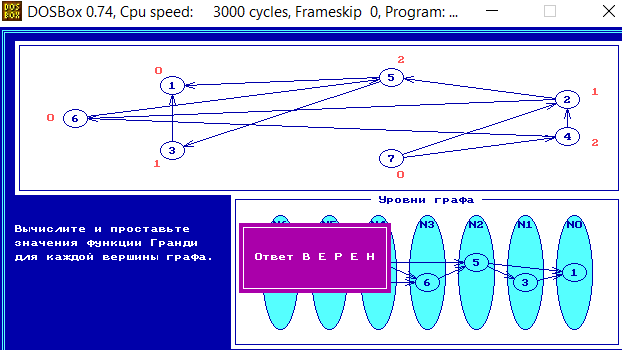 DOS
BOX
DOSBox 0.74, Cpu speed: 3000 cycles, Frameskip 0, Program: ...
2
0
1
5
2
1
0
6
3
4
2
1
7
0
Вычислите и проставьте
значения функции Гранди
для каждой вершины графа.
Уровни графа
N3 N2 N1 N0
Ответ В Е Р Е Н
5
1
6
3